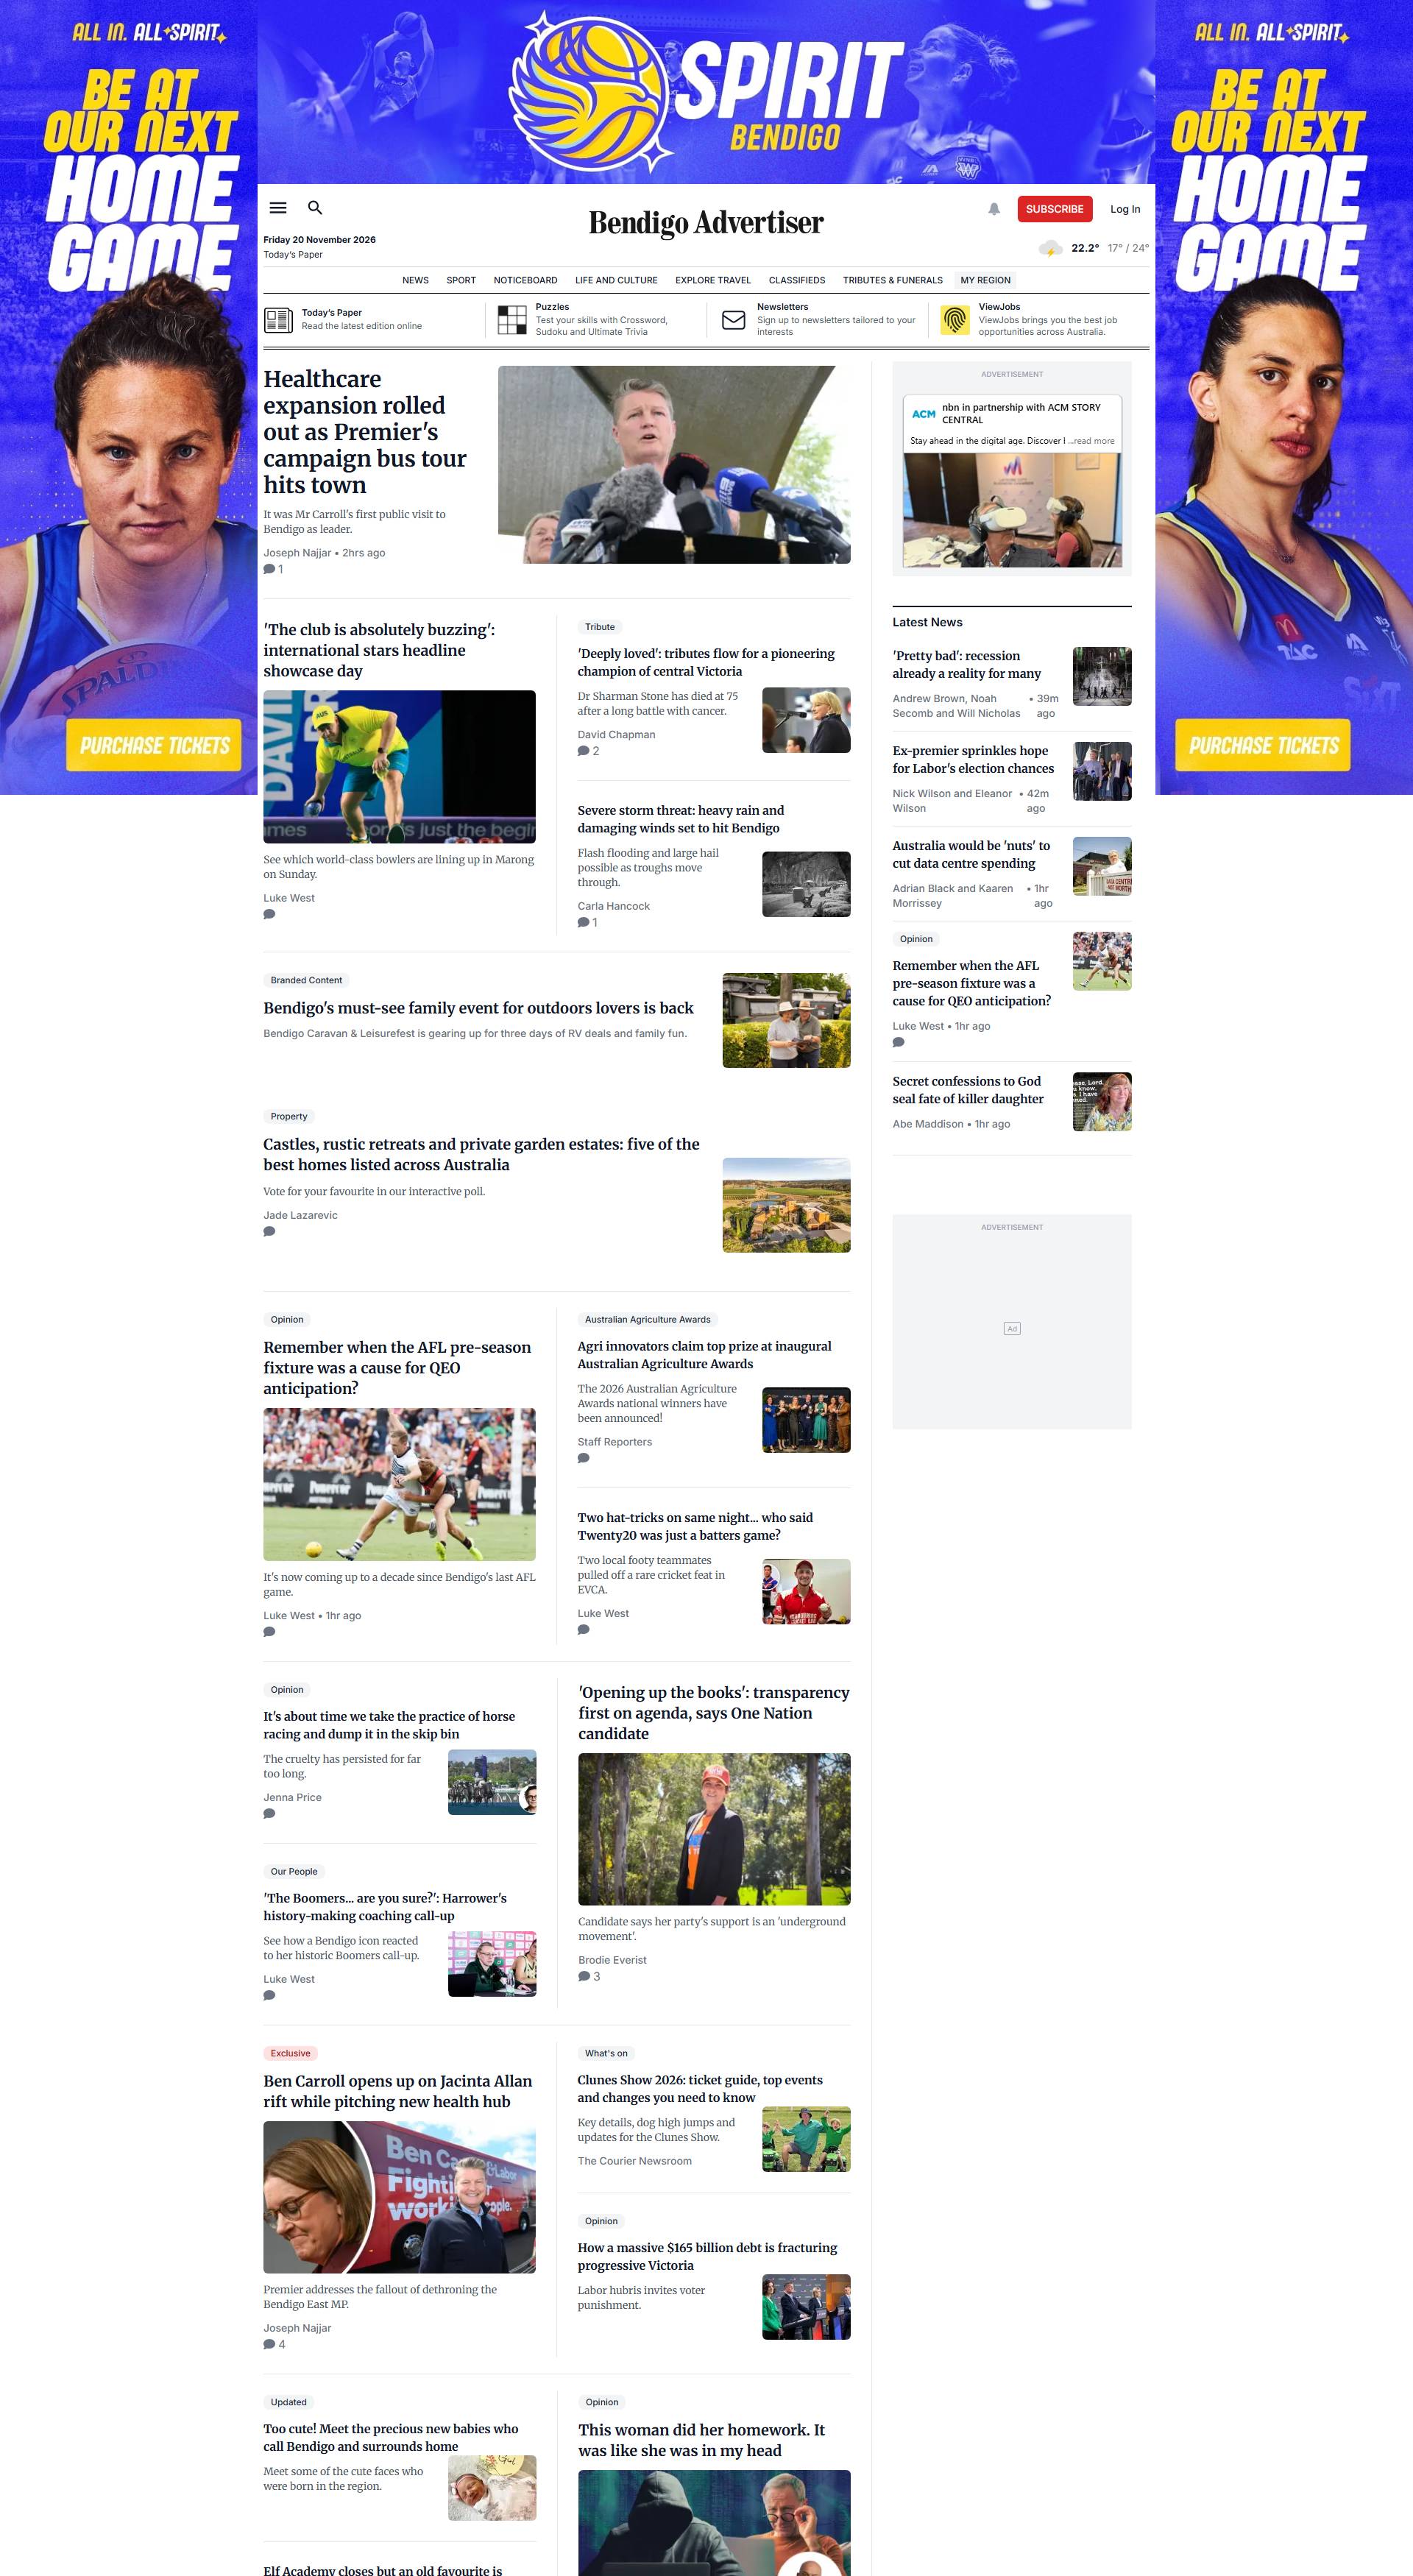 ALL IN. ALL SPIRIT
BE AT
OUR NEXT
HOME
GAME
SPALDING
PURCHASE TICKETS
SPIRIT
BENDIGO
ALL IN. ALL SPIRIT
BE AT
OUR NEXT
HOME
GAME
TAC
PURCHASE TICKETS
SUBSCRIBE
Log In
Bendigo Advertiser
Friday 20 November 2026
Today's Paper
22.2° 17° / 24°
NEWS SPORT NOTICEBOARD LIFE AND CULTURE EXPLORE TRAVEL CLASSIFIEDS TRIBUTES & FUNERALS MY REGION
Today's Paper
Read the latest edition online
Puzzles
Test your skills with Crossword,
Sudoku and Ultimate Trivia
Newsletters
Sign up to newsletters tailored to your
interests
ViewJobs
ViewJobs brings you the best job
opportunities across Australia.
Healthcare
expansion rolled
out as Premier's
campaign bus tour
hits town
It was Mr Carroll's first public visit to
Bendigo as leader.
Joseph Najjar • 2hrs ago
1
'The club is absolutely buzzing':
international stars headline
showcase day
AUS
See which world-class bowlers are lining up in Marong
on Sunday.
Luke West
Tribute
'Deeply loved': tributes flow for a pioneering
champion of central Victoria
Dr Sharman Stone has died at 75
after a long battle with cancer.
David Chapman
2
Severe storm threat: heavy rain and
damaging winds set to hit Bendigo
Flash flooding and large hail
possible as troughs move
through.
Carla Hancock
1
Branded Content
Bendigo's must-see family event for outdoors lovers is back
Bendigo Caravan & Leisurefest is gearing up for three days of RV deals and family fun.
Property
Castles, rustic retreats and private garden estates: five of the
best homes listed across Australia
Vote for your favourite in our interactive poll.
Jade Lazarevic
Opinion
Remember when the AFL pre-season
fixture was a cause for QEO
anticipation?
It's now coming up to a decade since Bendigo's last AFL
game.
Luke West • 1hr ago
Australian Agriculture Awards
Agri innovators claim top prize at inaugural
Australian Agriculture Awards
The 2026 Australian Agriculture
Awards national winners have
been announced!
Staff Reporters
Two hat-tricks on same night... who said
Twenty20 was just a batters game?
Two local footy teammates
pulled off a rare cricket feat in
EVCA.
Luke West
Opinion
It's about time we take the practice of horse
racing and dump it in the skip bin
The cruelty has persisted for far
too long.
Jenna Price
Our People
'The Boomers... are you sure?': Harrower's
history-making coaching call-up
See how a Bendigo icon reacted
to her historic Boomers call-up.
Luke West
'Opening up the books': transparency
first on agenda, says One Nation
candidate
Candidate says her party's support is an 'underground
movement'.
Brodie Everist
3
Exclusive
Ben Carroll opens up on Jacinta Allan
rift while pitching new health hub
Premier addresses the fallout of dethroning the
Bendigo East MP.
Joseph Najjar
4
What's on
Clunes Show 2026: ticket guide, top events
and changes you need to know
Key details, dog high jumps and
updates for the Clunes Show.
The Courier Newsroom
Opinion
How a massive $165 billion debt is fracturing
progressive Victoria
Labor hubris invites voter
punishment.
Updated
Too cute! Meet the precious new babies who
call Bendigo and surrounds home
Meet some of the cute faces who
were born in the region.
Elf Academy closes but an old favourite is
Opinion
This woman did her homework. It
was like she was in my head
ADVERTISEMENT
ACM
nbn in partnership with ACM STORY
CENTRAL
Stay ahead in the digital age. Discover ...read more
Latest News
'Pretty bad': recession
already a reality for many
Andrew Brown, Noah
Secomb and Will Nicholas
• 39m
ago
Ex-premier sprinkles hope
for Labor's election chances
Nick Wilson and Eleanor
Wilson
• 42m
ago
Australia would be 'nuts' to
cut data centre spending
Adrian Black and Kaaren
Morrissey
• 1hr
ago
Opinion
Remember when the AFL
pre-season fixture was a
cause for QEO anticipation?
Luke West • 1hr ago
Secret confessions to God
seal fate of killer daughter
Abe Maddison • 1hr ago
ADVERTISEMENT
Ad